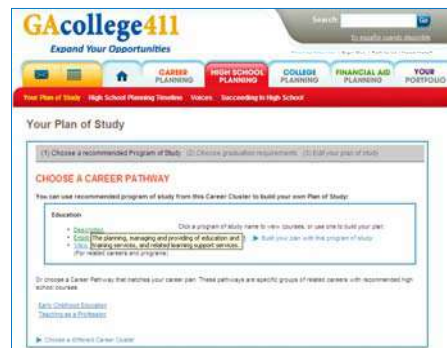 GAcollege411
Expand Your Opportunities
Search
Go
CAREER PLANNING
HIGH SCHOOL PLANNING
COLLEGE PLANNING
FINANCIAL AID PLANNING
YOUR PORTFOLIO
Your Plan of Study High School Planning Timeline Voices Succeeding in High School
Your Plan of Study
(1) Choose a recommended Program of Study (2) Choose graduation requirements (3) Edit your plan of study
CHOOSE A CAREER PATHWAY
You can use recommended program of study from this Career Cluster to build your own Plan of Study:
Education
Click a program of study name to view courses, or use one to build your plan:
Description
The planning, managing and providing of education and training services, and related learning support services.
Build your plan with this program of study
(For related careers and programs)
Or choose a Career Pathway that matches your career plan. These pathways are specific groups of related careers with recommended high school courses.
Early Childhood Education
Teaching as a Profession
Choose a different Career Cluster